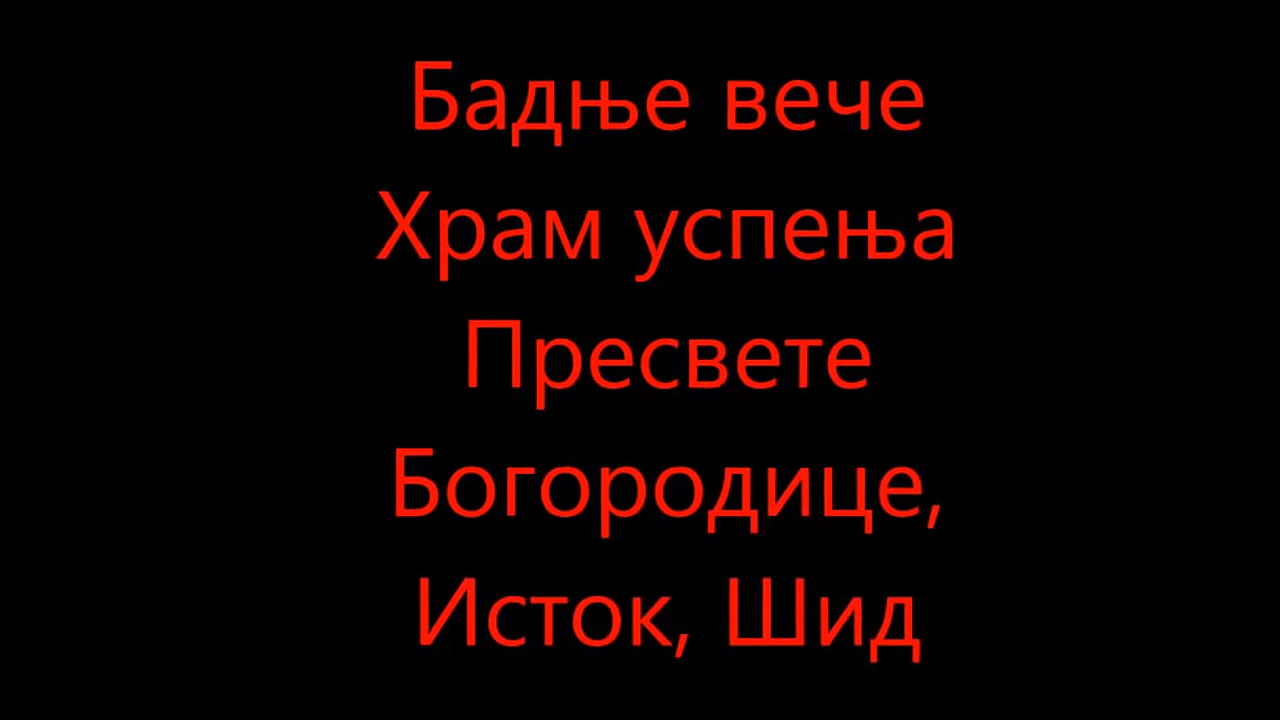 Бадње вече
Храм успења
Пресвете
Богородице,
Исток, Шид